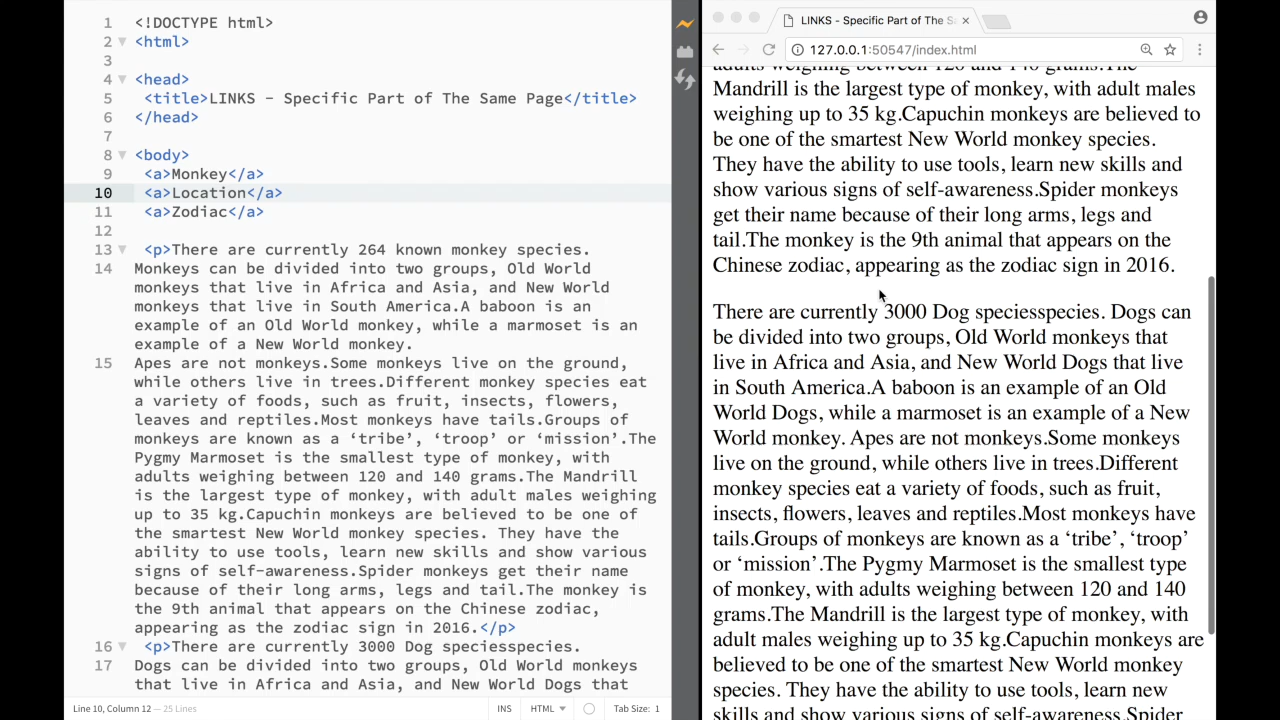 1 <!DOCTYPE html>
2 <html>
3
4 <head>
5 <title>LINKS - Specific Part of The Same Page</title>
6 </head>
7
8 <body>
9 <a>Monkey</a>
10 <a>Location</a>
11 <a>Zodiac</a>
12
13 <p>There are currently 264 known monkey species.
14 Monkeys can be divided into two groups, Old World
monkeys that live in Africa and Asia, and New World
monkeys that live in South America.A baboon is an
example of an Old World monkey, while a marmoset is an
example of a New World monkey.
15 Apes are not monkeys.Some monkeys live on the ground,
while others live in trees.Different monkey species eat
a variety of foods, such as fruit, insects, flowers,
leaves and reptiles.Most monkeys have tails.Groups of
monkeys are known as a ‘tribe’, ‘troop’ or ‘mission’.The
Pygmy Marmoset is the smallest type of monkey, with
adults weighing between 120 and 140 grams.The Mandrill
is the largest type of monkey, with adult males weighing
up to 35 kg.Capuchin monkeys are believed to be one of
the smartest New World monkey species. They have the
ability to use tools, learn new skills and show various
signs of self-awareness.Spider monkeys get their name
because of their long arms, legs and tail.The monkey is
the 9th animal that appears on the Chinese zodiac,
appearing as the zodiac sign in 2016.</p>
16 <p>There are currently 3000 Dog speciesspecies.
17 Dogs can be divided into two groups, Old World monkeys
that live in Africa and Asia, and New World Dogs that
Line 10, Column 12 — 25 Lines
INS
HTML
Tab Size: 1
LINKS - Specific Part of The Sa
127.0.0.1:50547/index.html
adults weighing between 120 and 140 grams.The
Mandrill is the largest type of monkey, with adult males
weighing up to 35 kg.Capuchin monkeys are believed to
be one of the smartest New World monkey species.
They have the ability to use tools, learn new skills and
show various signs of self-awareness.Spider monkeys
get their name because of their long arms, legs and
tail.The monkey is the 9th animal that appears on the
Chinese zodiac, appearing as the zodiac sign in 2016.
There are currently 3000 Dog speciesspecies. Dogs can
be divided into two groups, Old World monkeys that
live in Africa and Asia, and New World Dogs that live
in South America.A baboon is an example of an Old
World Dogs, while a marmoset is an example of a New
World monkey. Apes are not monkeys.Some monkeys
live on the ground, while others live in trees.Different
monkey species eat a variety of foods, such as fruit,
insects, flowers, leaves and reptiles.Most monkeys have
tails.Groups of monkeys are known as a ‘tribe’, ‘troop’
or ‘mission’.The Pygmy Marmoset is the smallest type
of monkey, with adults weighing between 120 and 140
grams.The Mandrill is the largest type of monkey, with
adult males weighing up to 35 kg.Capuchin monkeys are
believed to be one of the smartest New World monkey
species. They have the ability to use tools, learn new
skills and show various signs of self-awareness.Spider